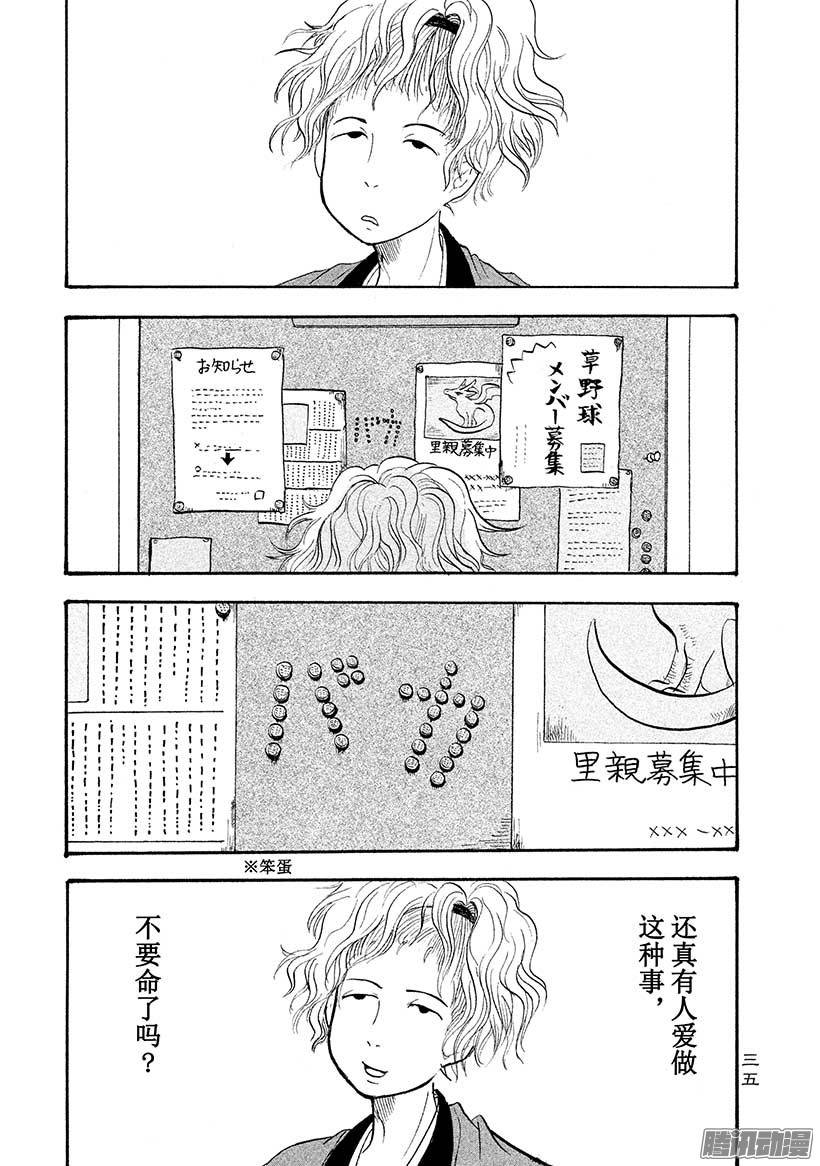 お知らせ
バカ
里親募集中
草野球
メンバー募集
バカ
里親募集中
×××-××
※笨蛋
还真有人爱做
这种事，
不要命了吗？
三五
腾讯动漫